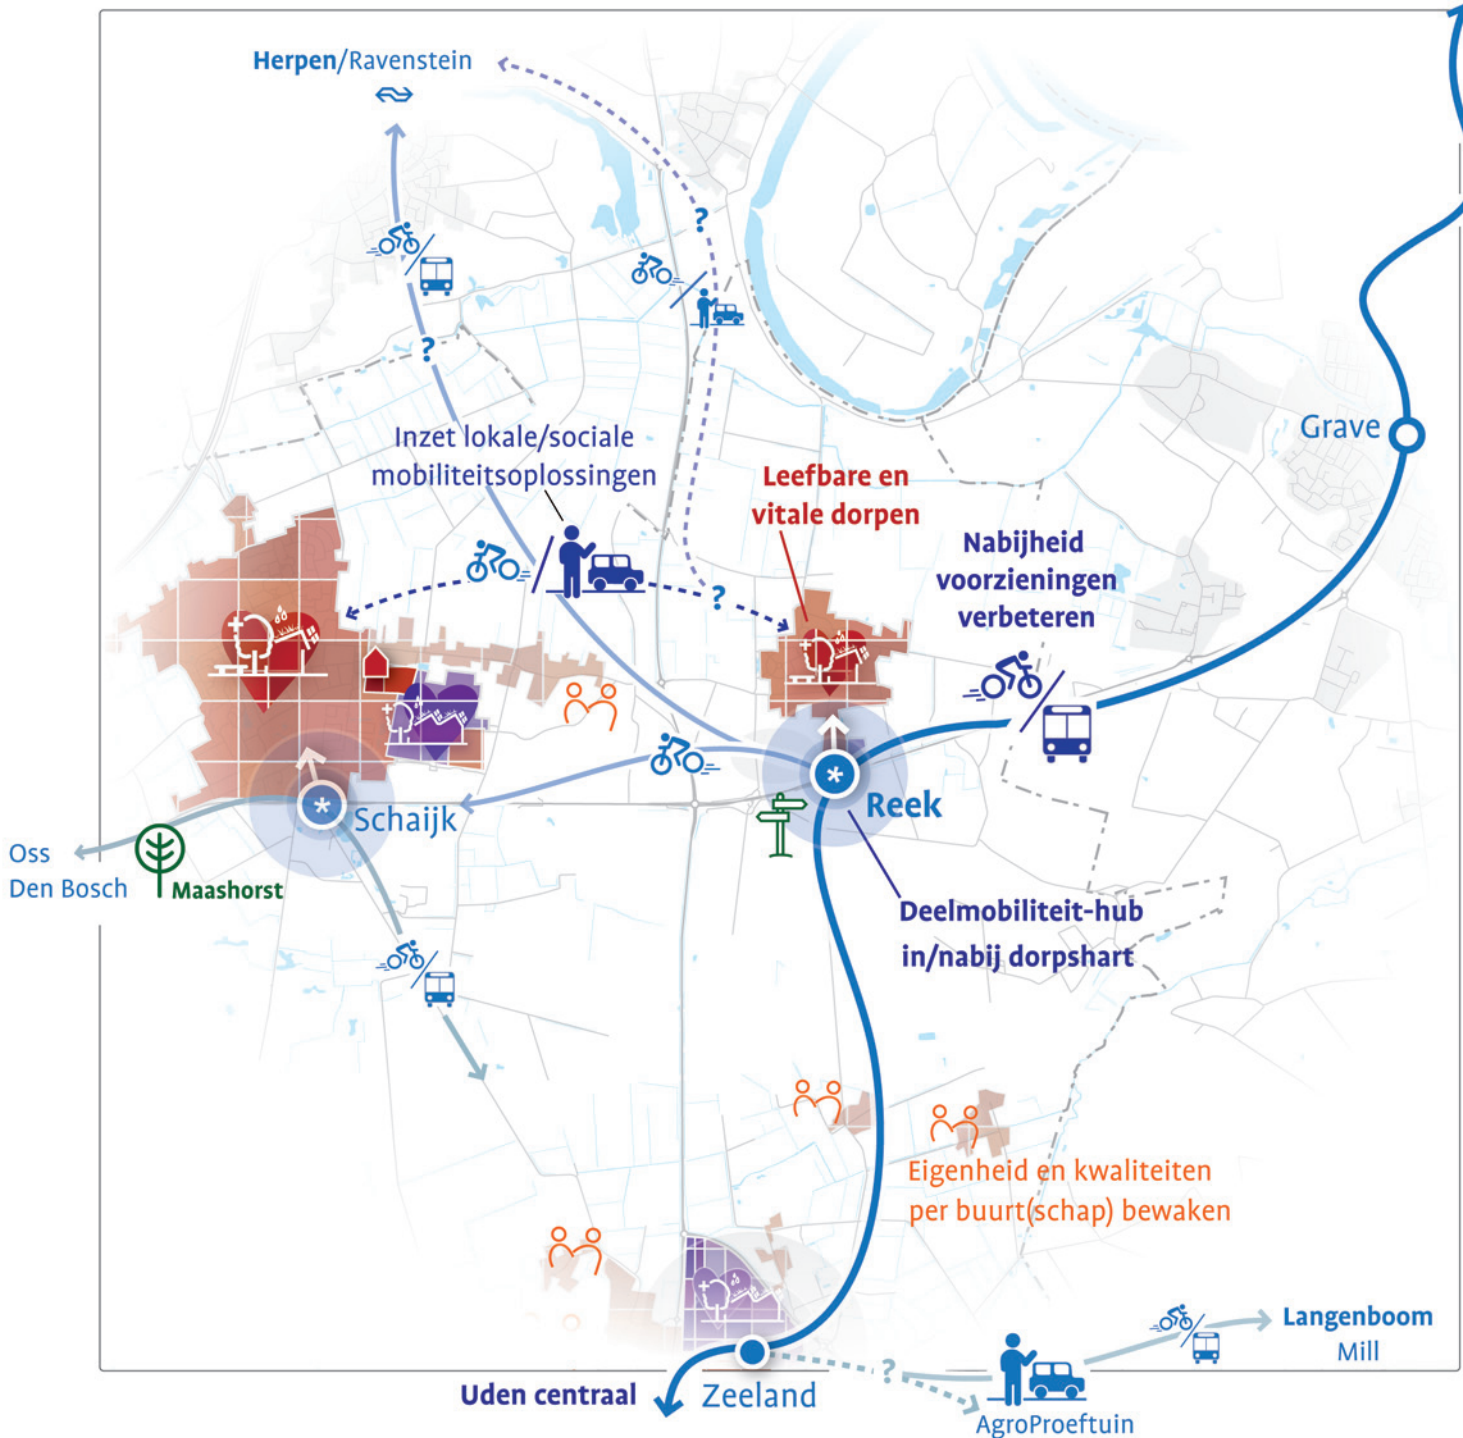 Herpen/Ravenstein
?
?
Inzet lokale/sociale
mobiliteitsoplossingen
Grave
Leefbare en
vitale dorpen
Nabijheid
voorzieningen
verbeteren
?
*
Reek
*
Schaijk
Oss
Den Bosch
Maashorst
Deelmobiliteit-hub
in/nabij dorpshart
Eigenheid en kwaliteiten
per buurt(schap) bewaken
Langenboom
Mill
?
Uden centraal
Zeeland
AgroProeftuin